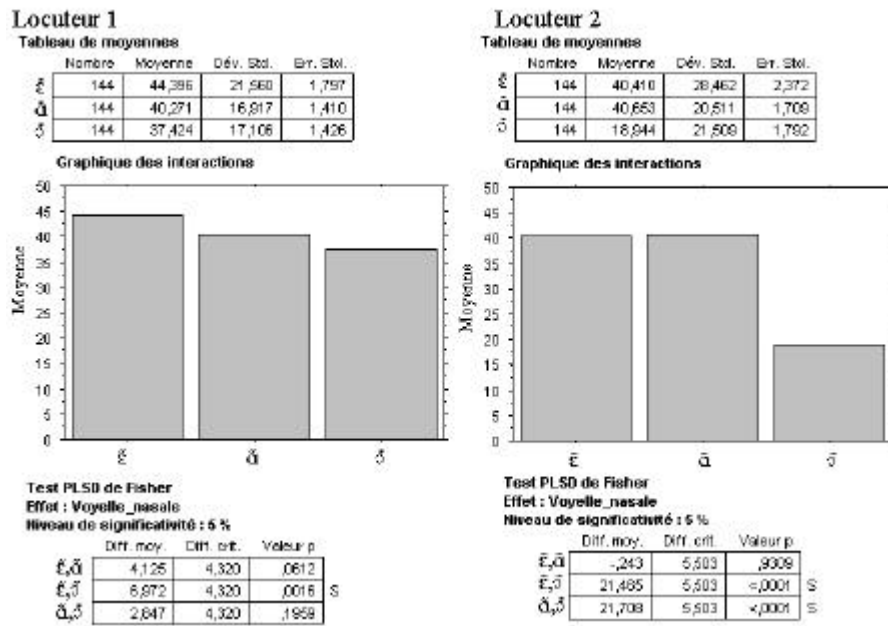 Locuteur 1
Tableau de moyennes
Nombre Moyenne Dév. Std. Err. Std.
ɛ̃ 144 44,396 21,560 1,797
ɑ̃ 144 40,271 16,917 1,410
ɔ̃ 144 37,424 17,106 1,426
Graphique des interactions
Moyenne
50
45
40
35
30
25
20
15
10
5
0
ɛ̃ ɑ̃ ɔ̃
Test PLSD de Fisher
Effet : Voyelle_nasale
Niveau de significativité : 5 %
Diff. moy. Diff. crit. Valeur p
ɛ̃,ɑ̃ 4,125 4,320 ,0612
ɛ̃,ɔ̃ 6,972 4,320 ,0016 S
ɑ̃,ɔ̃ 2,847 4,320 ,1959
Locuteur 2
Tableau de moyennes
Nombre Moyenne Dév. Std. Err. Std.
ɛ̃ 144 40,410 28,462 2,372
ɑ̃ 144 40,653 20,511 1,709
ɔ̃ 144 18,944 21,509 1,792
Graphique des interactions
Moyenne
50
45
40
35
30
25
20
15
10
5
0
ɛ̃ ɑ̃ ɔ̃
Test PLSD de Fisher
Effet : Voyelle_nasale
Niveau de significativité : 5 %
Diff. moy. Diff. crit. Valeur p
ɛ̃,ɑ̃ -,243 5,503 ,9309
ɛ̃,ɔ̃ 21,465 5,503 <,0001 S
ɑ̃,ɔ̃ 21,708 5,503 <,0001 S